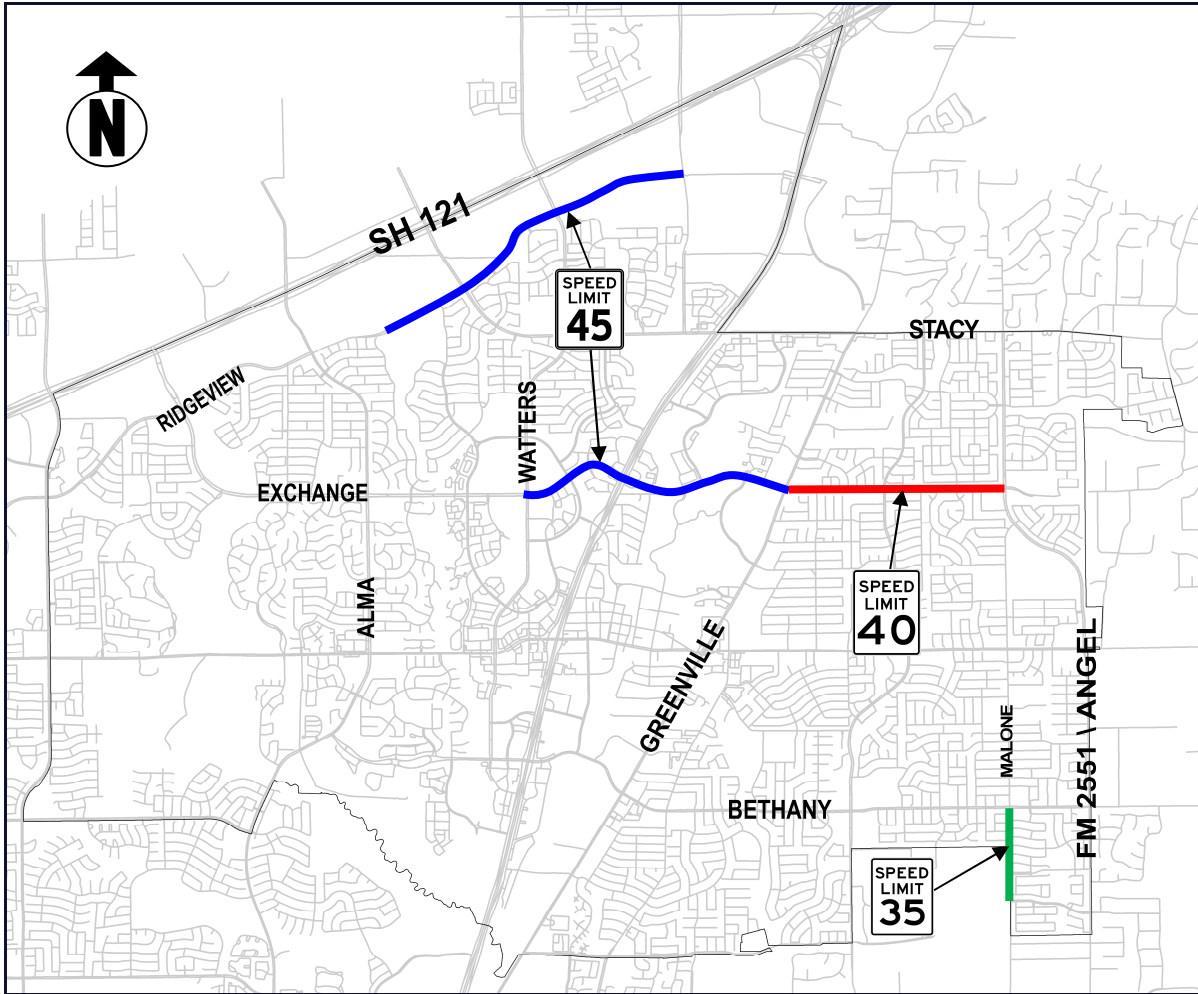 N
SH 121
SPEED
LIMIT
45
STACY
RIDGEVIEW
WATTERS
EXCHANGE
SPEED
LIMIT
40
ALMA
GREENVILLE
FM 2551 \ ANGEL
MALONE
BETHANY
SPEED
LIMIT
35